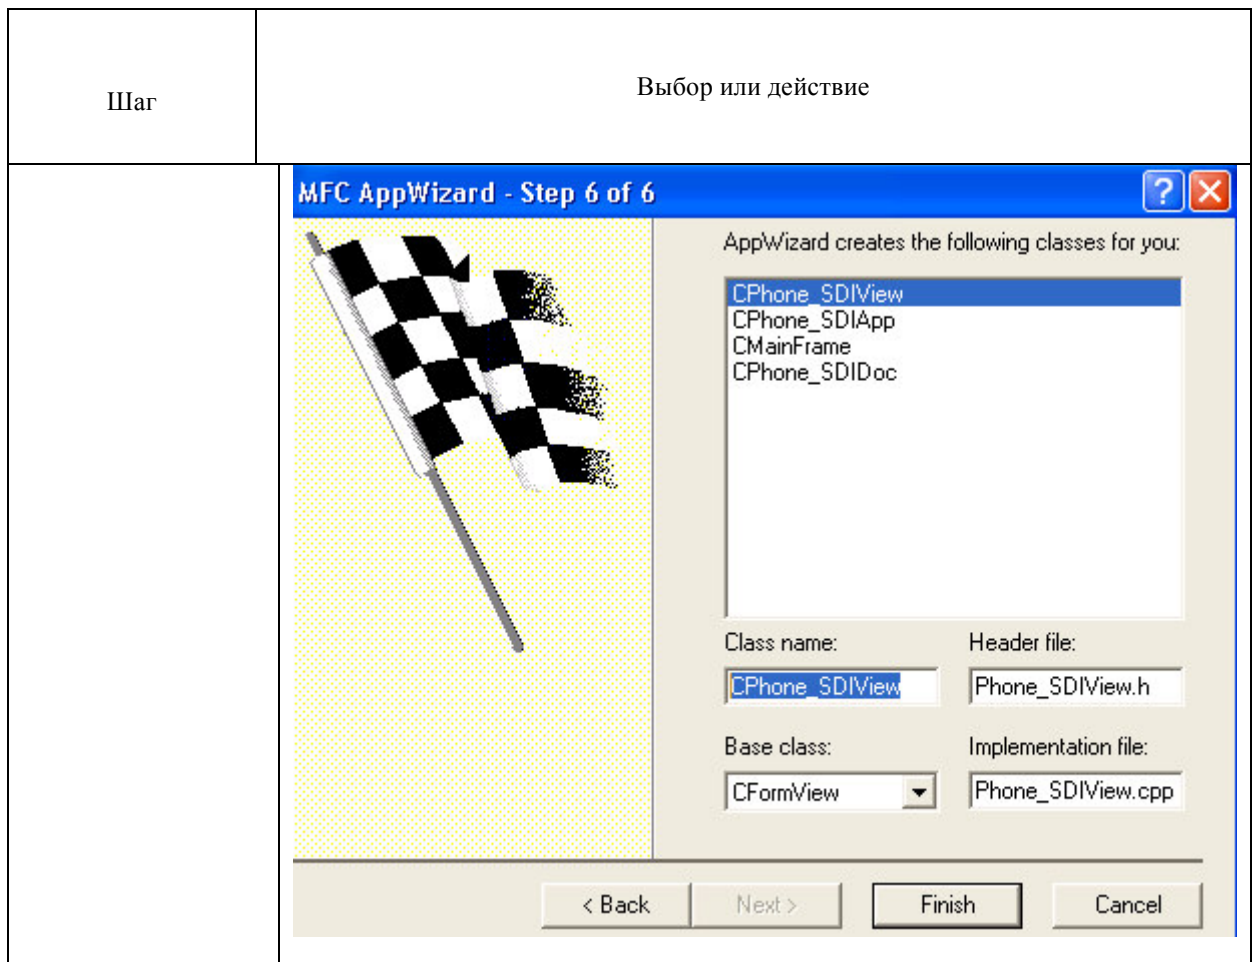 Шаг
Выбор или действие
MFC AppWizard - Step 6 of 6
?
AppWizard creates the following classes for you:
CPhone_SDIView
CPhone_SDIApp
CMainFrame
CPhone_SDIDoc
Class name:
Header file:
CPhone_SDIView
Phone_SDIView.h
Base class:
Implementation file:
CFormView
Phone_SDIView.cpp
< Back
Next >
Finish
Cancel